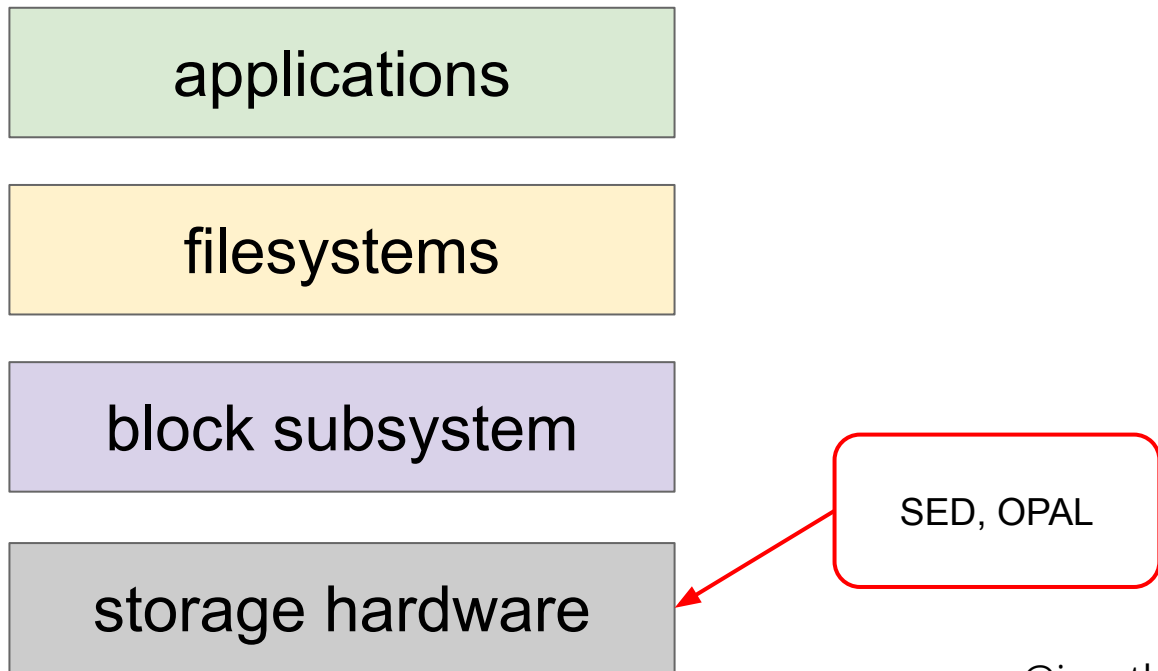 applications
filesystems
block subsystem
SED, OPAL
storage hardware